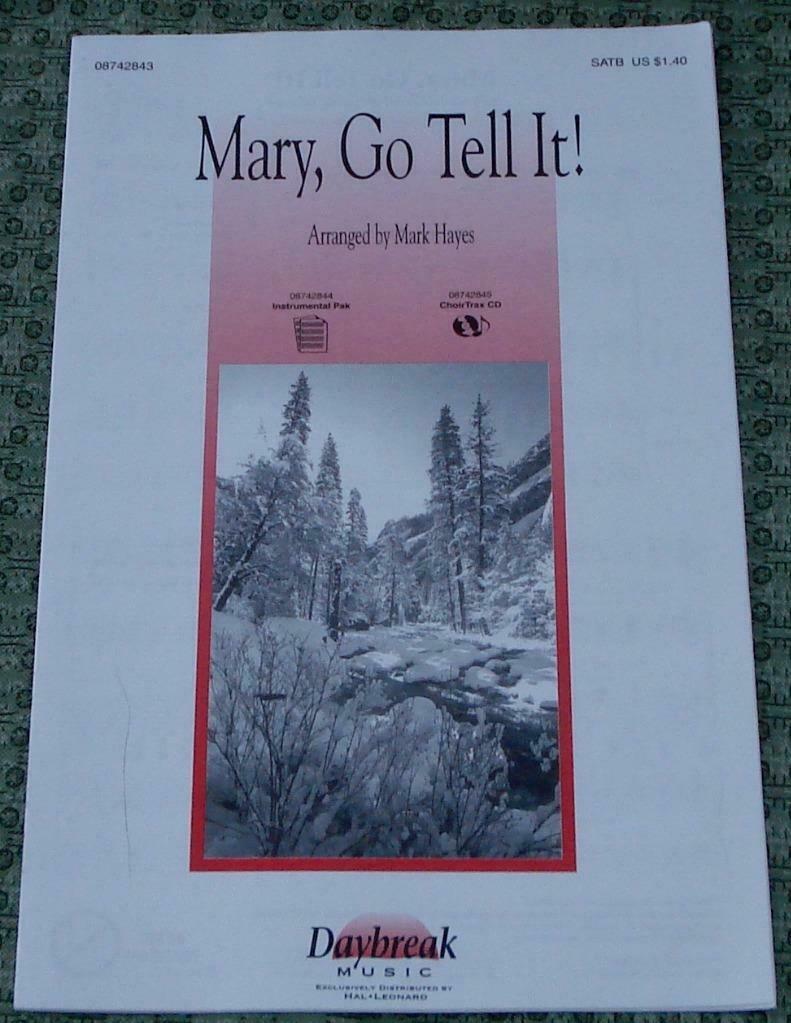 08742843
SATB US $1.40
Mary, Go Tell It!
Arranged by Mark Hayes
08742844
Instrumental Pak
08742845
ChoirTrax CD
Daybreak
MUSIC
EXCLUSIVELY DISTRIBUTED BY
HAL•LEONARD